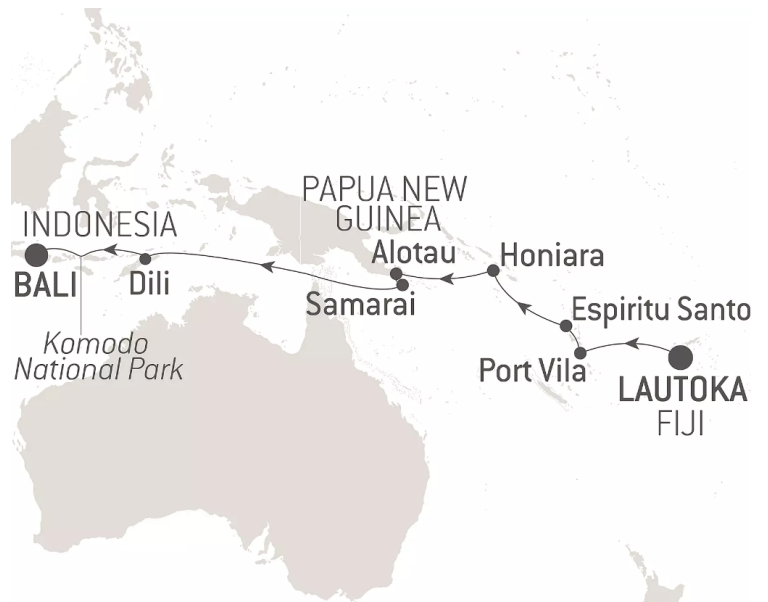 PAPUA NEW
GUINEA
INDONESIA
Alotau
Honiara
BALI
Dili
Samarai
Espiritu Santo
Komodo
National Park
Port Vila
LAUTOKA
FIJI